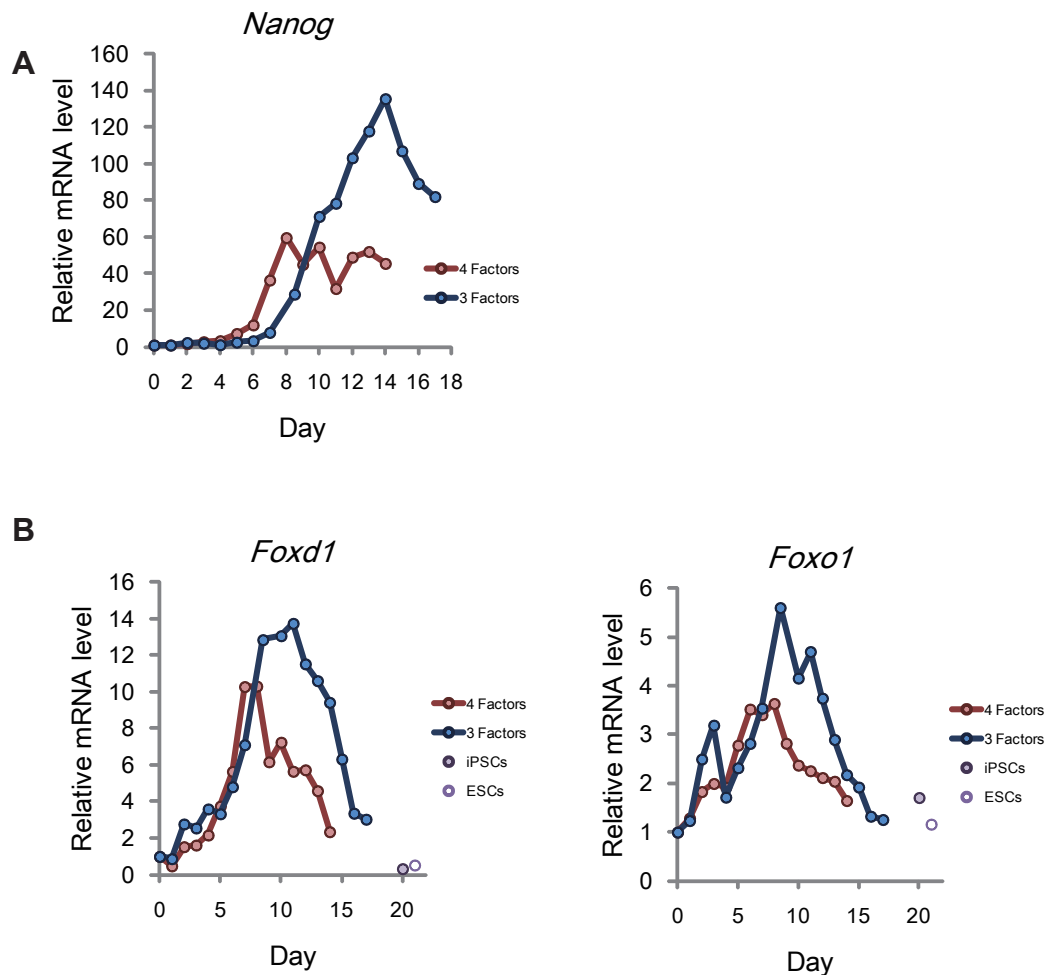 A
Nanog
Relative mRNA level
160
140
120
100
80
60
40
20
0
0 2 4 6 8 10 12 14 16 18
Day
4 Factors
3 Factors
B
Foxd1
Relative mRNA level
16
14
12
10
8
6
4
2
0
0 5 10 15 20
Day
4 Factors
3 Factors
iPSCs
ESCs
Foxo1
Relative mRNA level
6
5
4
3
2
1
0
0 5 10 15 20
Day
4 Factors
3 Factors
iPSCs
ESCs